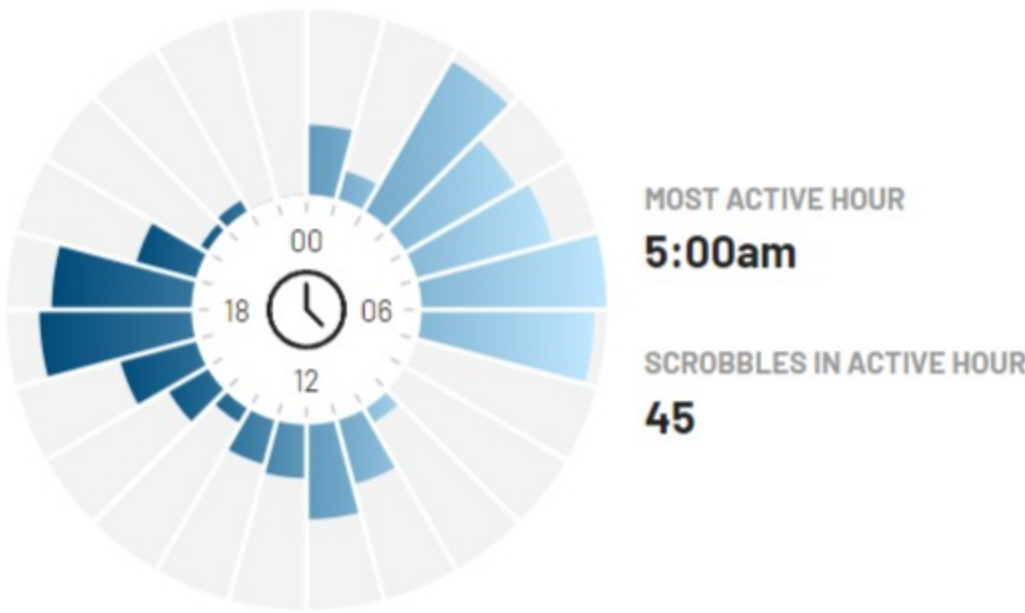 00
18
06
12
MOST ACTIVE HOUR
5:00am
SCROBBLES IN ACTIVE HOUR
45